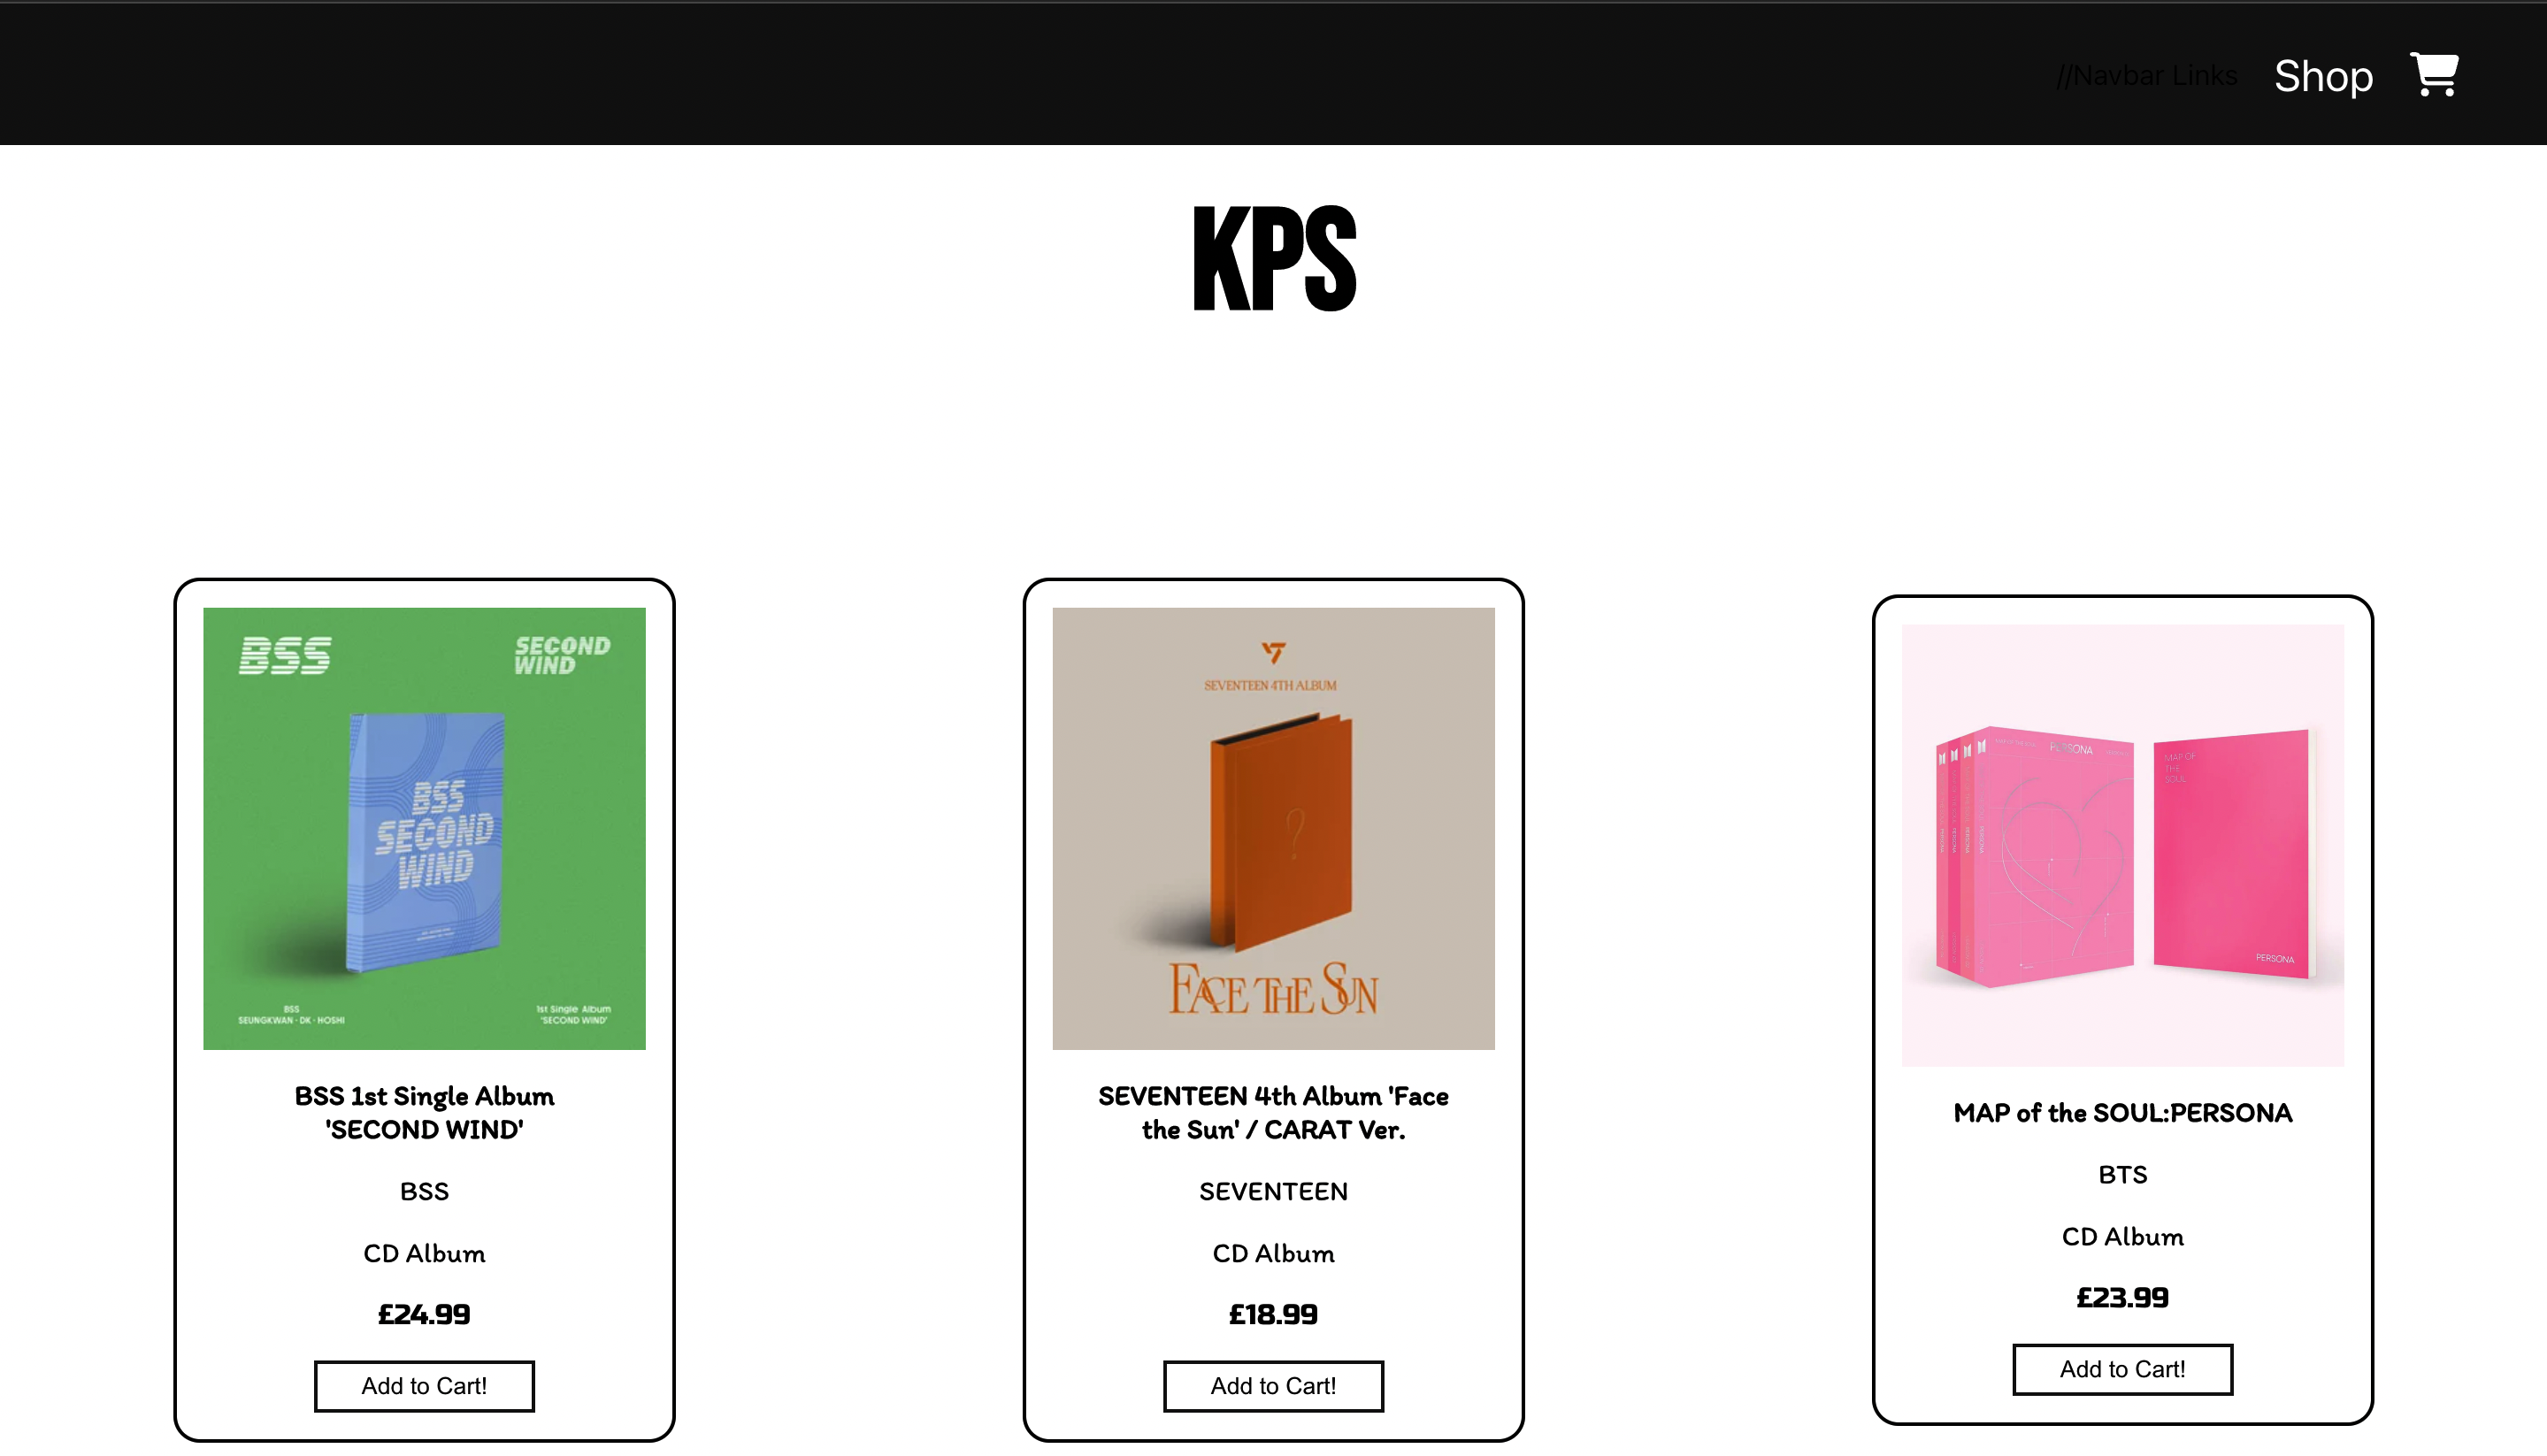 //Navbar Links Shop
KPS
BSS
SECOND
WIND
BSS
SECOND
WIND
BSS
SEUNGKWAN · DK · HOSHI
1st Single Album
'SECOND WIND'
BSS 1st Single Album
'SECOND WIND'
BSS
CD Album
£24.99
Add to Cart!
SEVENTEEN 4TH ALBUM
?
FACE THE SUN
SEVENTEEN 4th Album 'Face
the Sun' / CARAT Ver.
SEVENTEEN
CD Album
£18.99
Add to Cart!
PERSONA
MAP OF
THE
SOUL
PERSONA
MAP of the SOUL:PERSONA
BTS
CD Album
£23.99
Add to Cart!